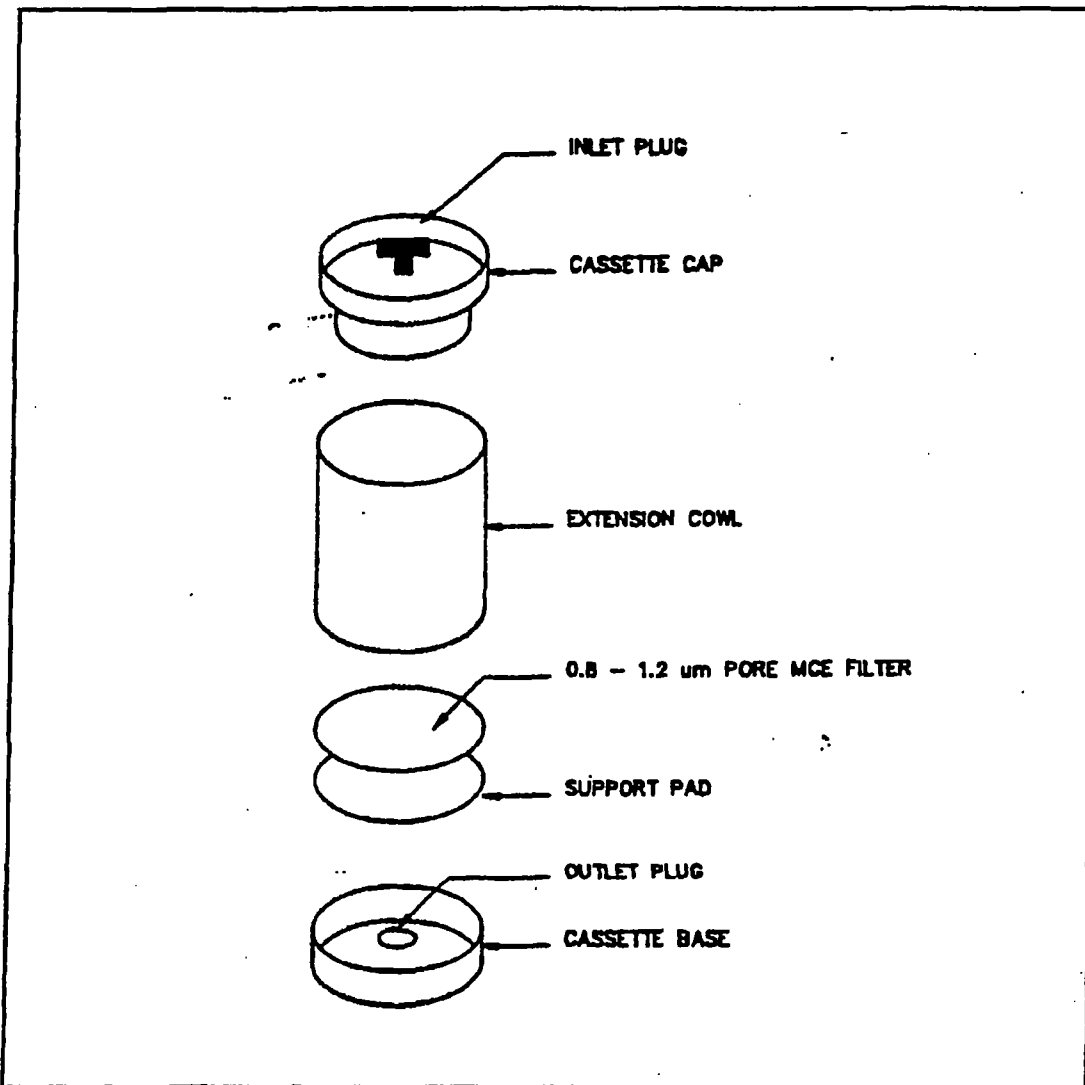 INLET PLUG
CASSETTE CAP
EXTENSION COWL
0.8 – 1.2 um PORE MCE FILTER
SUPPORT PAD
OUTLET PLUG
CASSETTE BASE